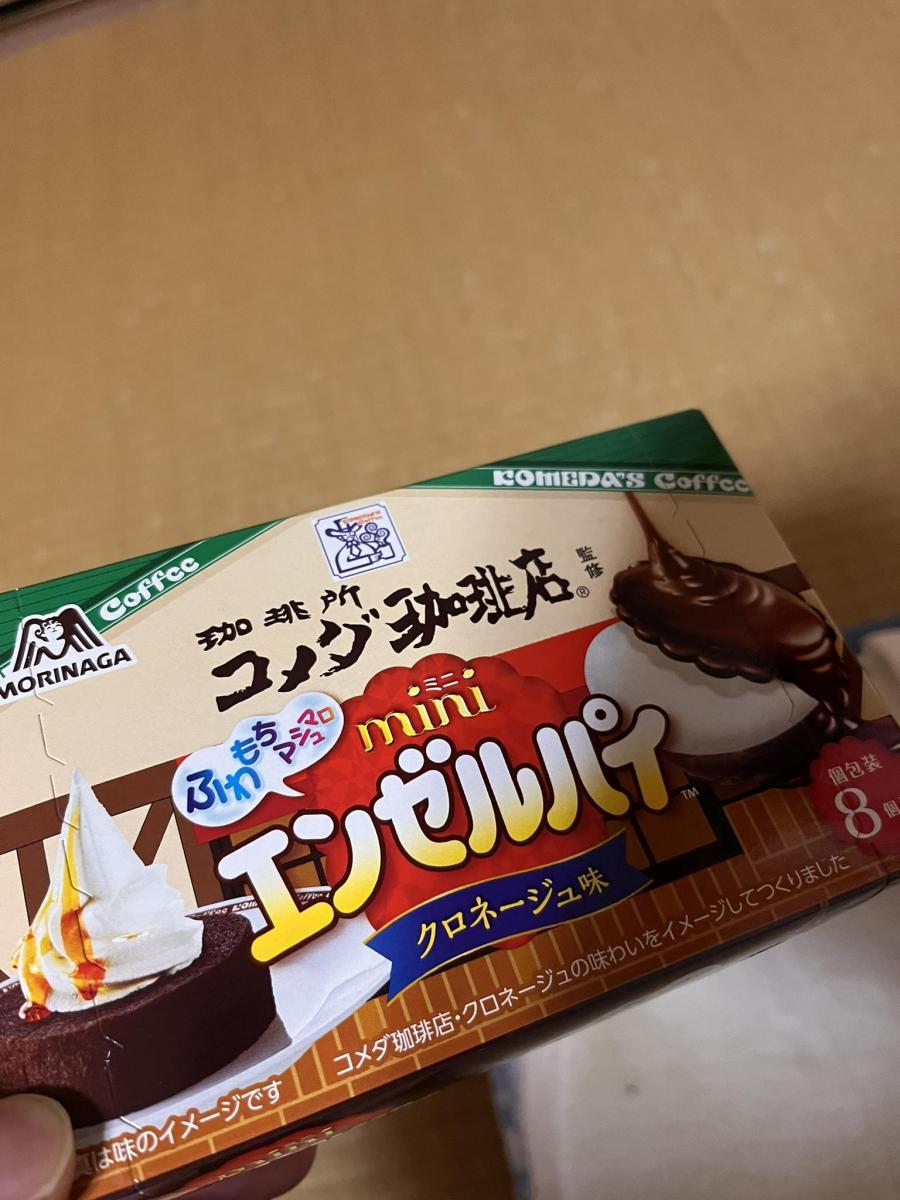 KOMEDA'S Coffee
Coffee
MORINAGA
珈琲所
コメダ珈琲店®
監修
ミニ
mini
ふわもちマシュマロ
エンゼルパイ™
クロネージュ味
個包装
8個
コメダ珈琲店・クロネージュの味わいをイメージしてつくりました
は味のイメージです
mini